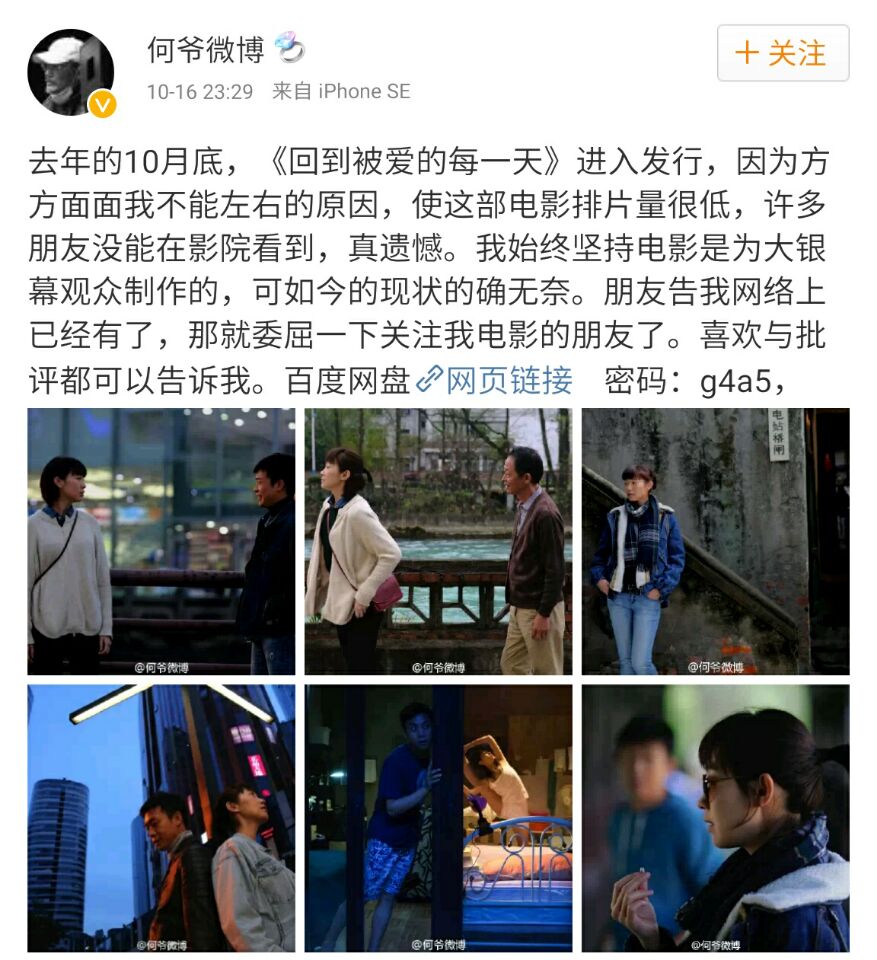 何爷微博
+ 关注
10-16 23:29 来自 iPhone SE
去年的10月底，《回到被爱的每一天》进入发行，因为方
方面面我不能左右的原因，使这部电影排片量很低，许多
朋友没能在影院看到，真遗憾。我始终坚持电影是为大银
幕观众制作的，可如今的现状的确无奈。朋友告我网络上
已经有了，那就委屈一下关注我电影的朋友了。喜欢与批
评都可以告诉我。百度网盘网页链接 密码：g4a5，
@何爷微博
@何爷微博
电站桥闸
@何爷微博
@何爷微博
@何爷微博
@何爷微博